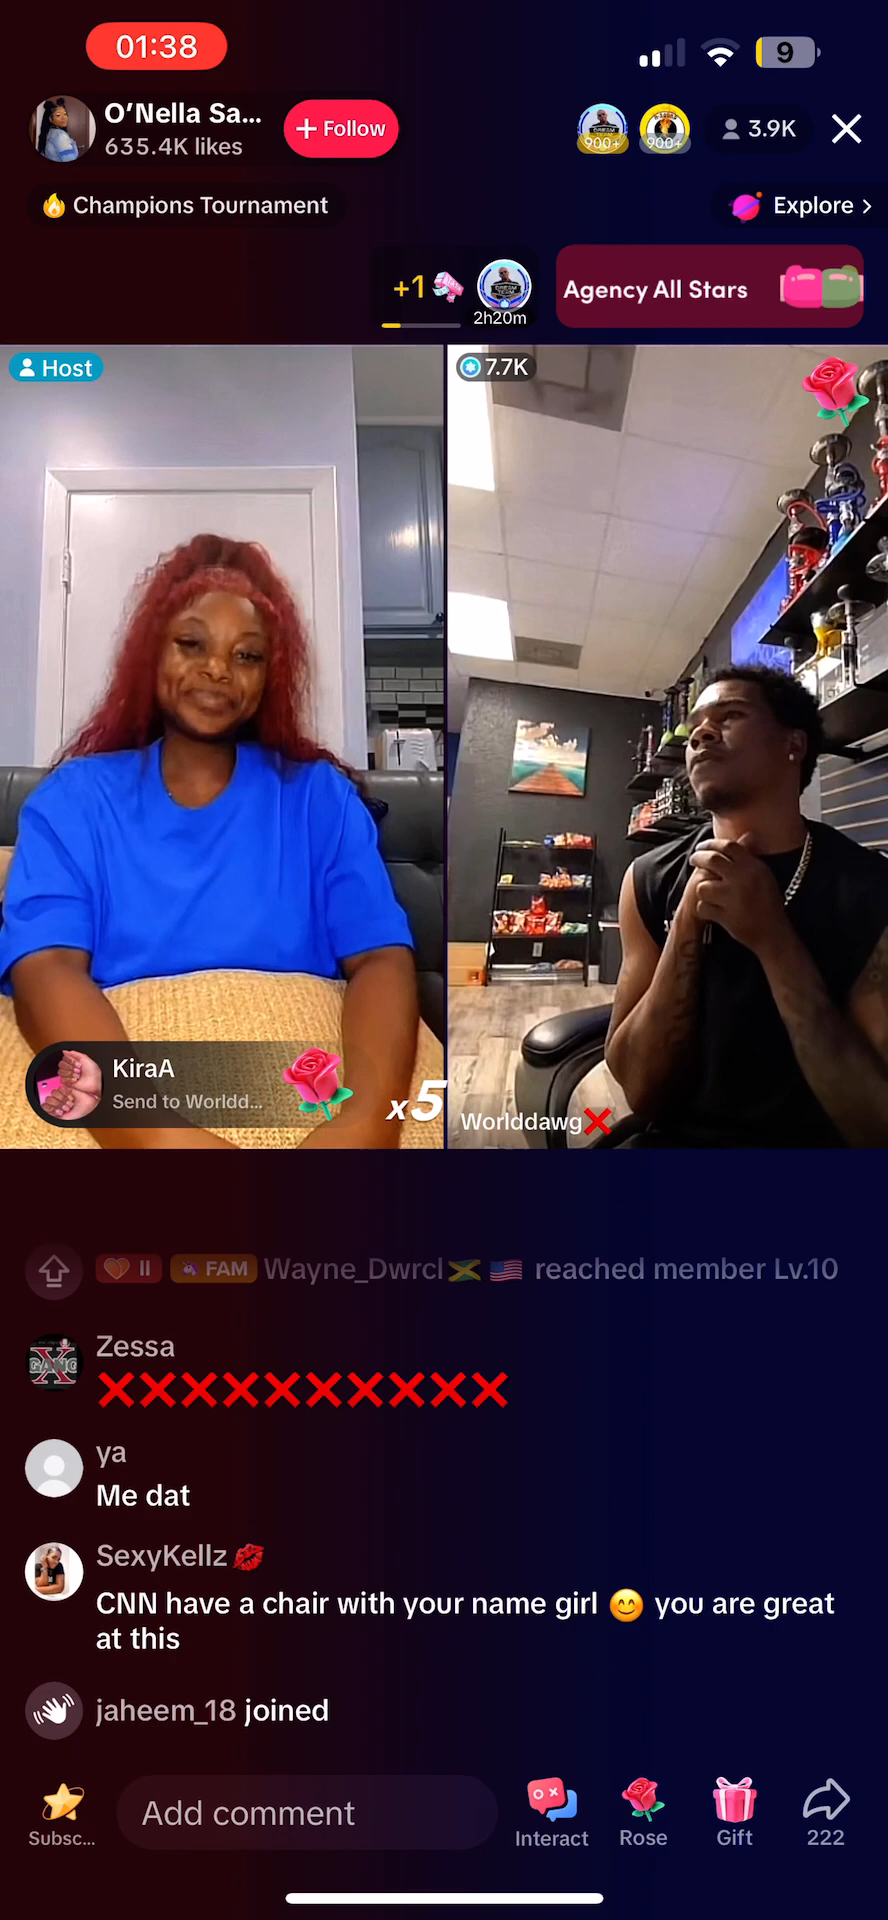 01:38
9
O’Nella Sa...
635.4K likes
+ Follow
900+
900+
3.9K
Champions Tournament
Explore >
+1
2h20m
Agency All Stars
Host
7.7K
KiraA
Send to Worldd...
x5
Worlddawg❌
II FAM Wayne_Dwrcl🇯🇲 🇺🇸 reached member Lv.10
Zessa
❌❌❌❌❌❌❌❌❌❌
ya
Me dat
SexyKellz💋
CNN have a chair with your name girl 😊 you are great
at this
jaheem_18 joined
Subsc...
Add comment
Interact
Rose
Gift
222